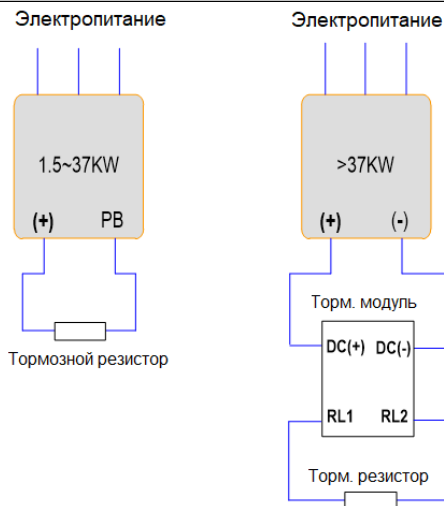 Электропитание
1.5~37KW
(+) PB
Тормозной резистор
Электропитание
>37KW
(+) (-)
Торм. модуль
DC(+) DC(-)
RL1 RL2
Торм. резистор